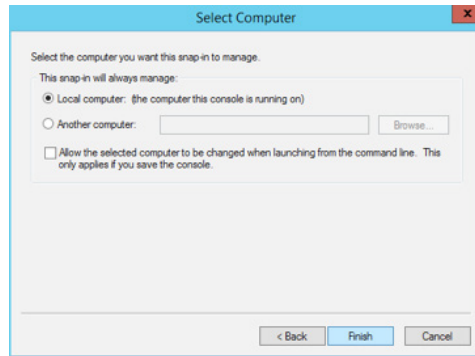 Select Computer
x
Select the computer you want this snap-in to manage.
This snap-in will always manage:
Local computer: (the computer this console is running on)
Another computer:
Browse...
Allow the selected computer to be changed when launching from the command line. This
only applies if you save the console.
< Back
Finish
Cancel